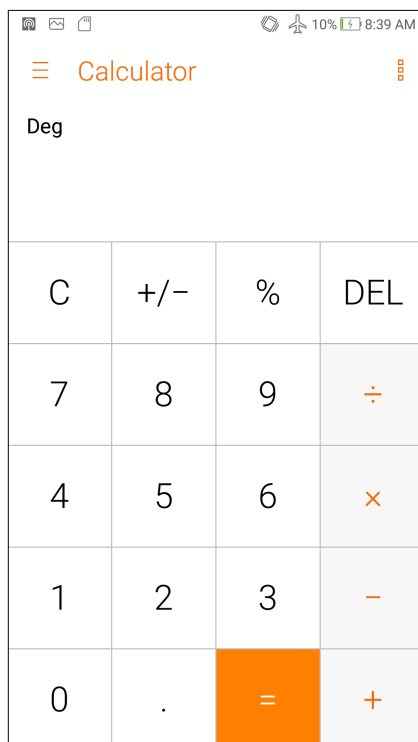 10% 8:39 AM
Calculator
Deg
C +/− % DEL
7 8 9 ÷
4 5 6 ×
1 2 3 −
0 . = +